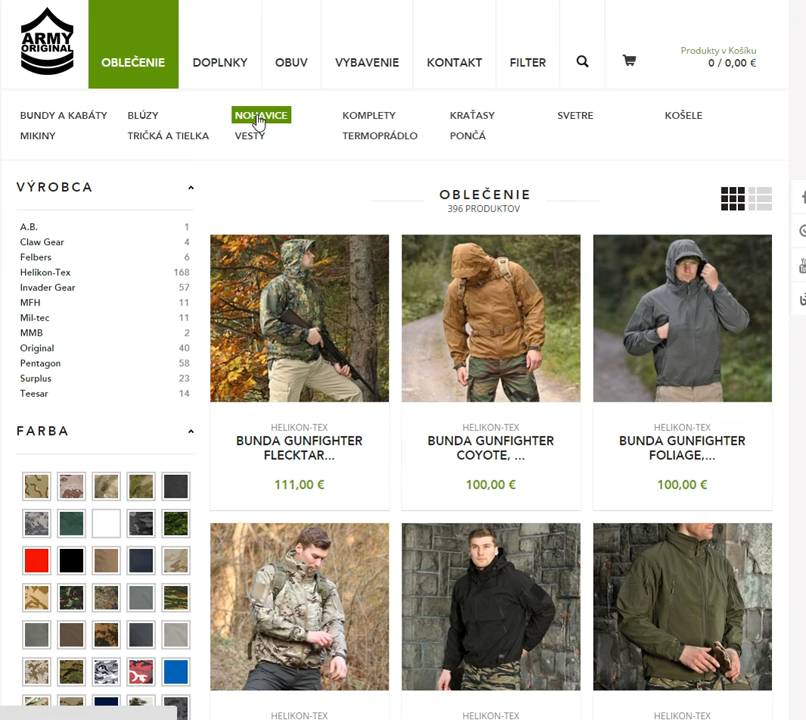 ARMY
ORIGINAL
OBLEČENIE
DOPLNKY
OBUV
VYBAVENIE
KONTAKT
FILTER
Produkty v Košíku
0 / 0,00 €
BUNDY A KABÁTY
BLÚZY
NOHAVICE
KOMPLETY
KRAŤASY
SVETRE
KOŠELE
MIKINY
TRIČKÁ A TIELKA
VESTY
TERMOPRÁDLO
PONČÁ
VÝROBCA
A.B. 1
Claw Gear 4
Felbers 6
Helikon-Tex 168
Invader Gear 57
MFH 11
Mil-tec 11
MMB 2
Original 40
Pentagon 58
Surplus 23
Teesar 14
FARBA
OBLEČENIE
396 PRODUKTOV
HELIKON-TEX
BUNDA GUNFIGHTER
FLECKTAR...
111,00 €
HELIKON-TEX
BUNDA GUNFIGHTER
COYOTE, ...
100,00 €
HELIKON-TEX
BUNDA GUNFIGHTER
FOLIAGE,...
100,00 €
HELIKON-TEX
HELIKON-TEX
HELIKON-TEX